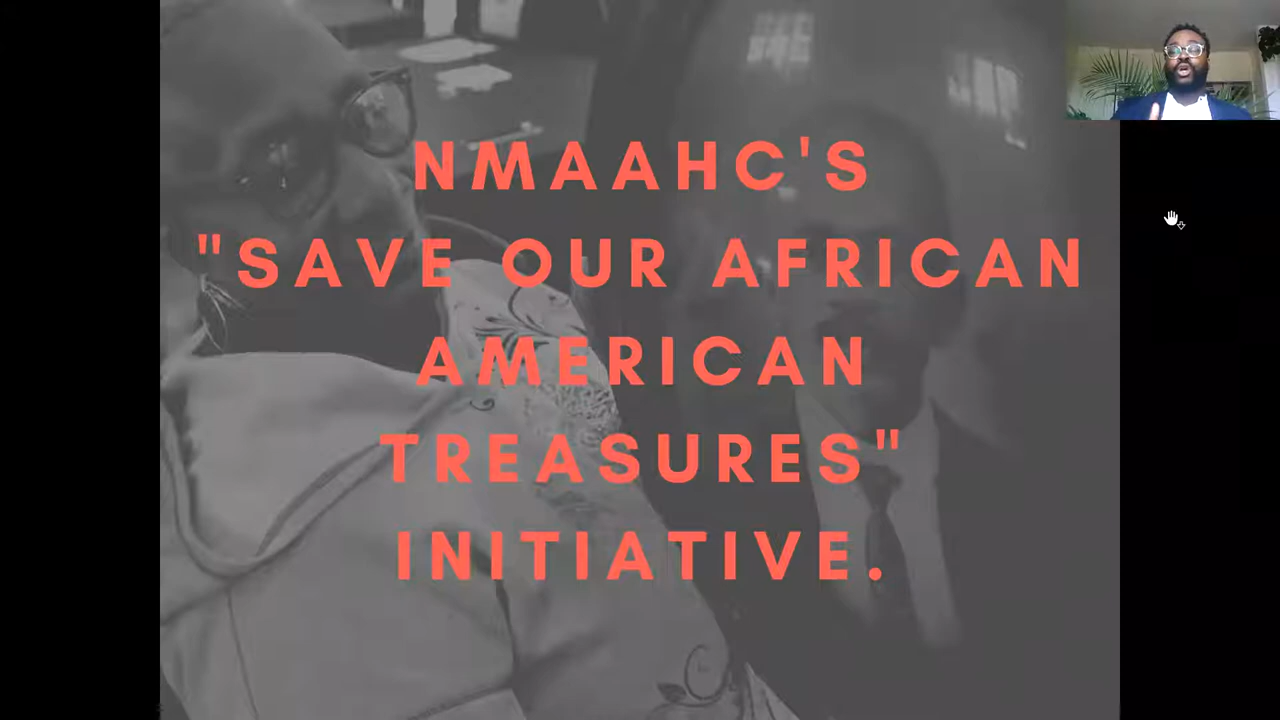 NMAAHC'S
"SAVE OUR AFRICAN
AMERICAN
TREASURES"
INITIATIVE.